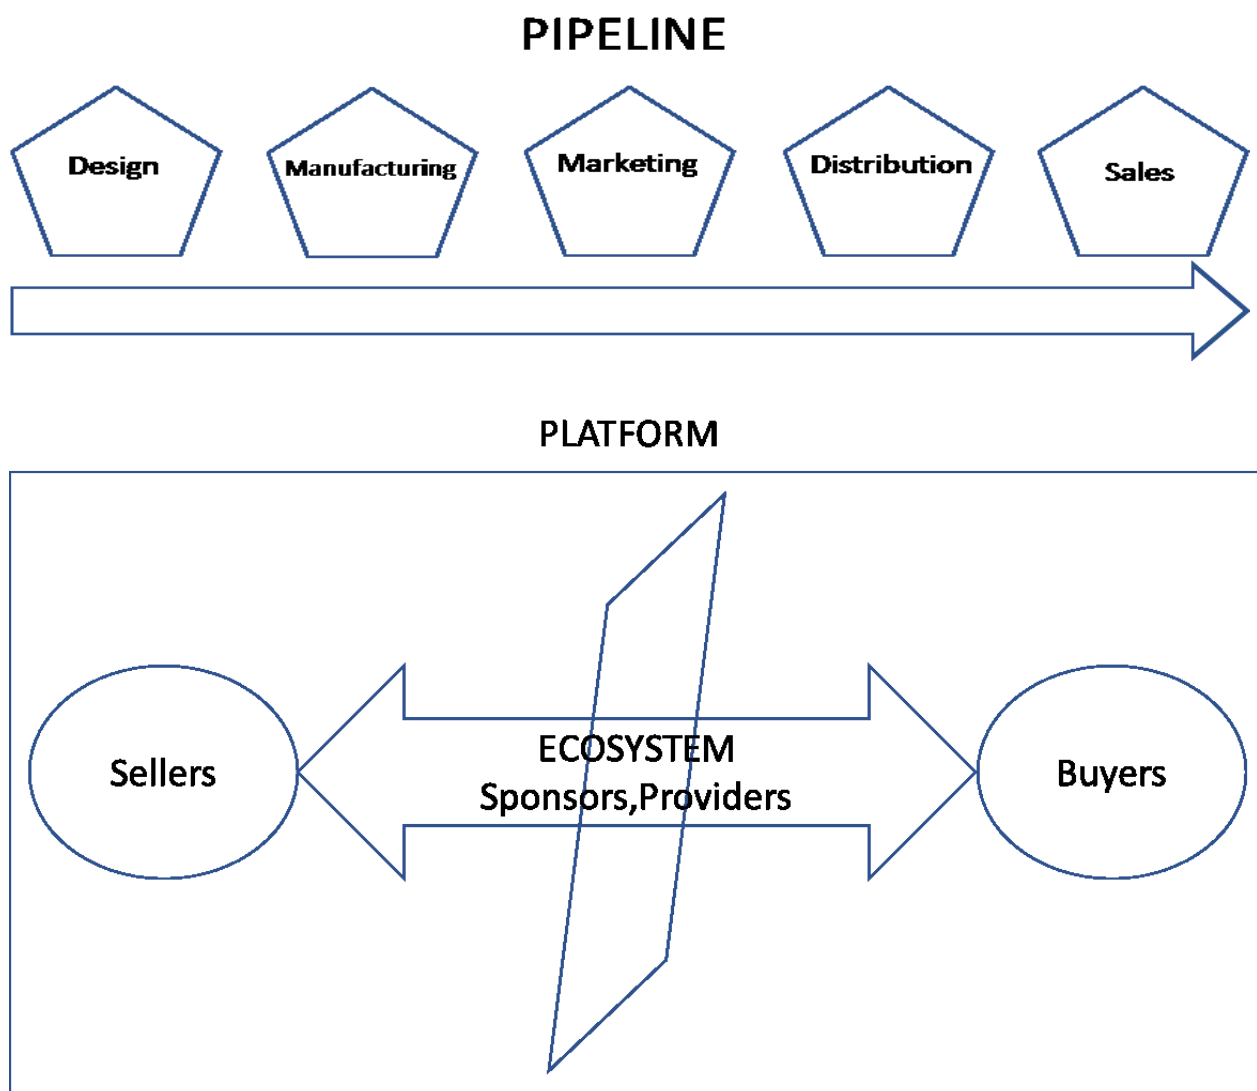 PIPELINE
Design
Manufacturing
Marketing
Distribution
Sales
PLATFORM
Sellers
ECOSYSTEM
Sponsors,Providers
Buyers